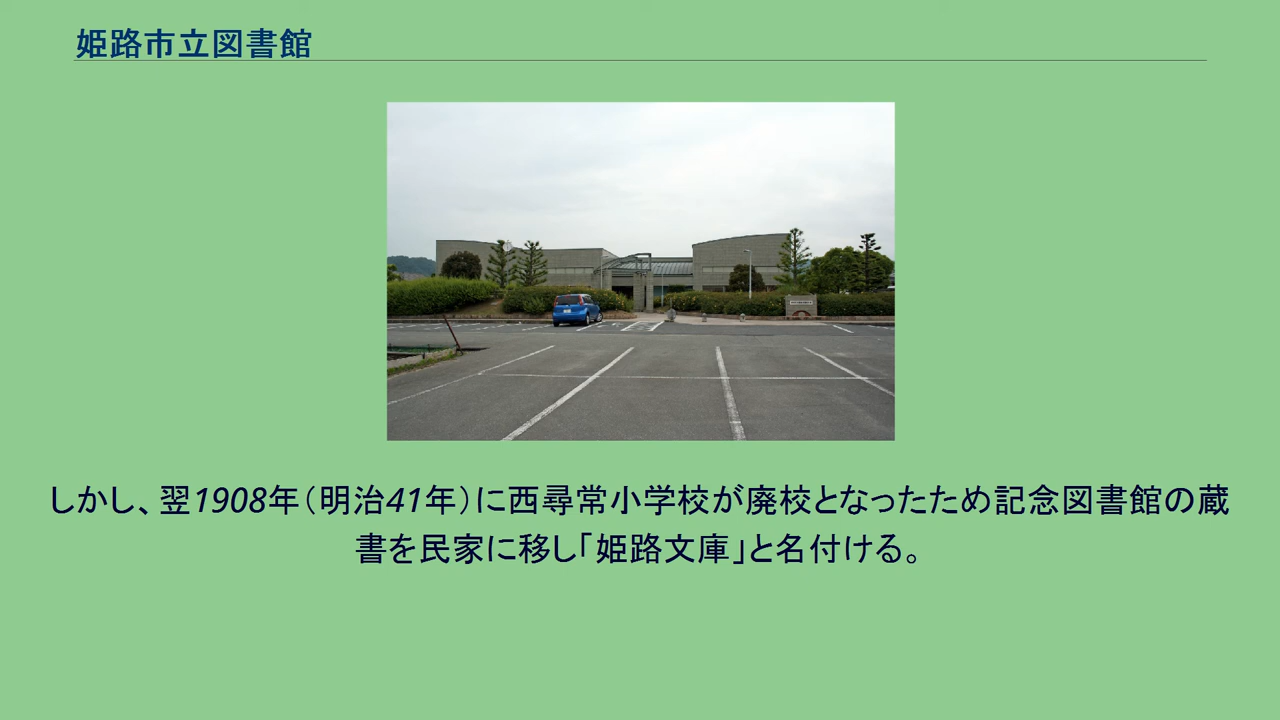 姫路市立図書館
しかし、翌1908年（明治41年）に西尋常小学校が廃校となったため記念図書館の蔵
書を民家に移し「姫路文庫」と名付ける。